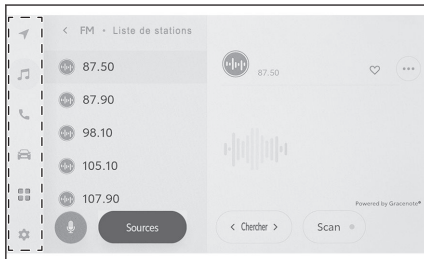 FM • Liste de stations
87.50
87.90
98.10
105.10
107.90
Sources
87.50
Powered by Gracenote®
Chercher
Scan